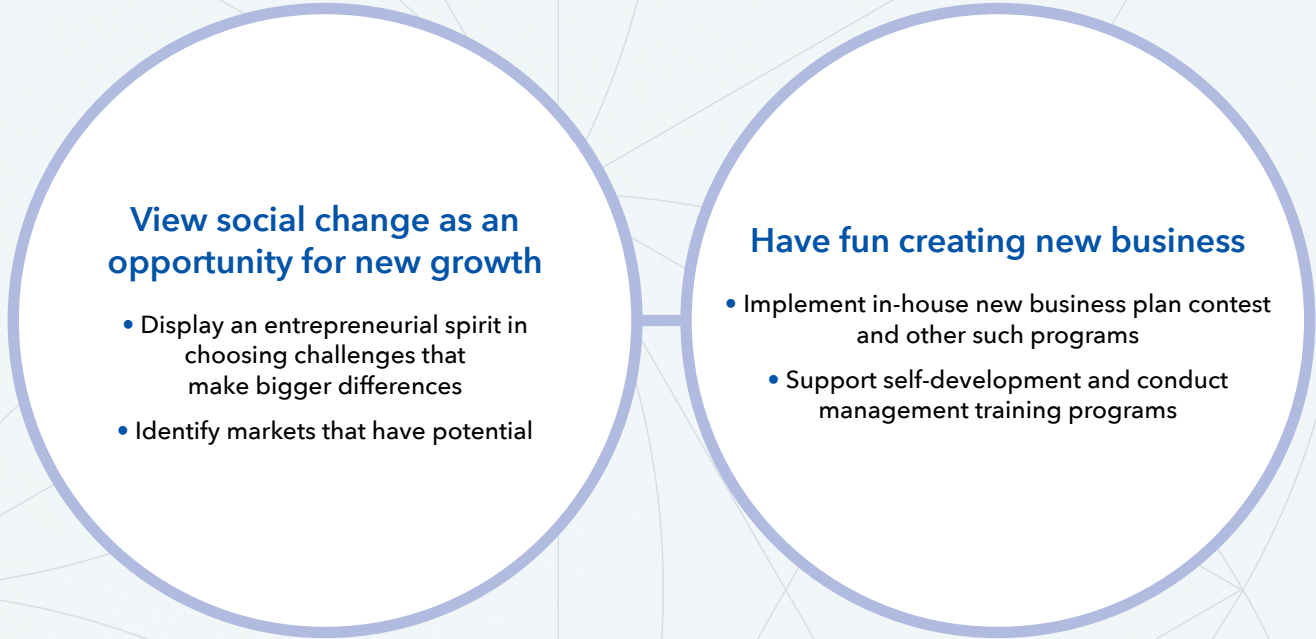 View social change as an
opportunity for new growth
• Display an entrepreneurial spirit in
choosing challenges that
make bigger differences
• Identify markets that have potential
Have fun creating new business
• Implement in-house new business plan contest
and other such programs
• Support self-development and conduct
management training programs